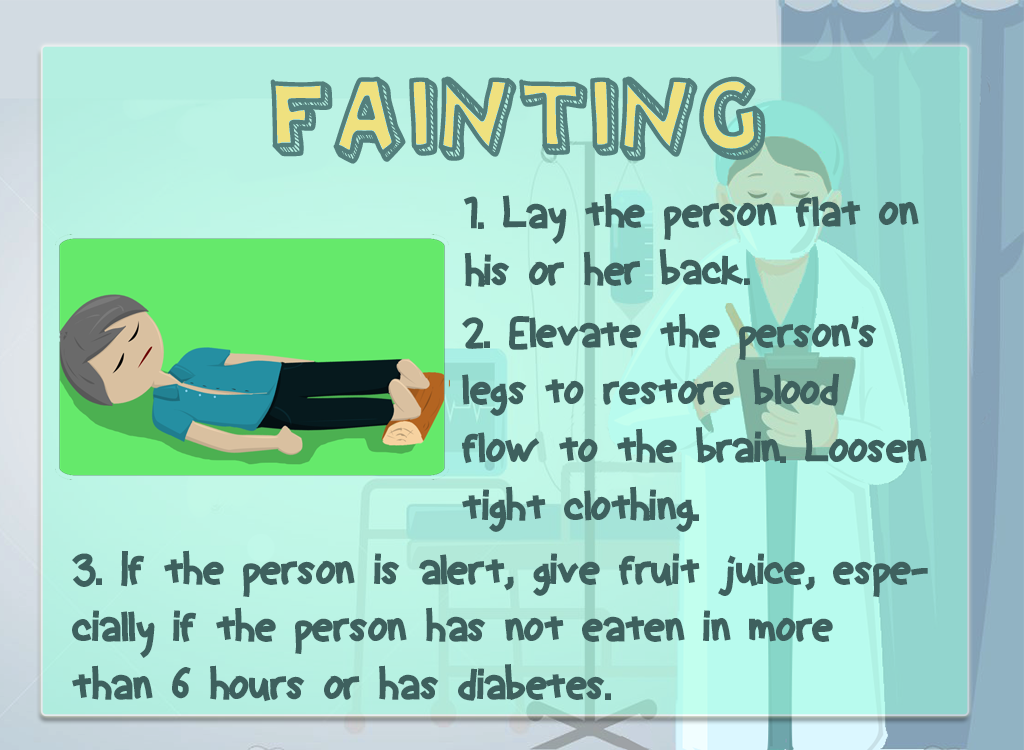 FAINTING
1. Lay the person flat on
his or her back.
2. Elevate the person's
legs to restore blood
flow to the brain. Loosen
tight clothing.
3. If the person is alert, give fruit juice, espe-
cially if the person has not eaten in more
than 6 hours or has diabetes.